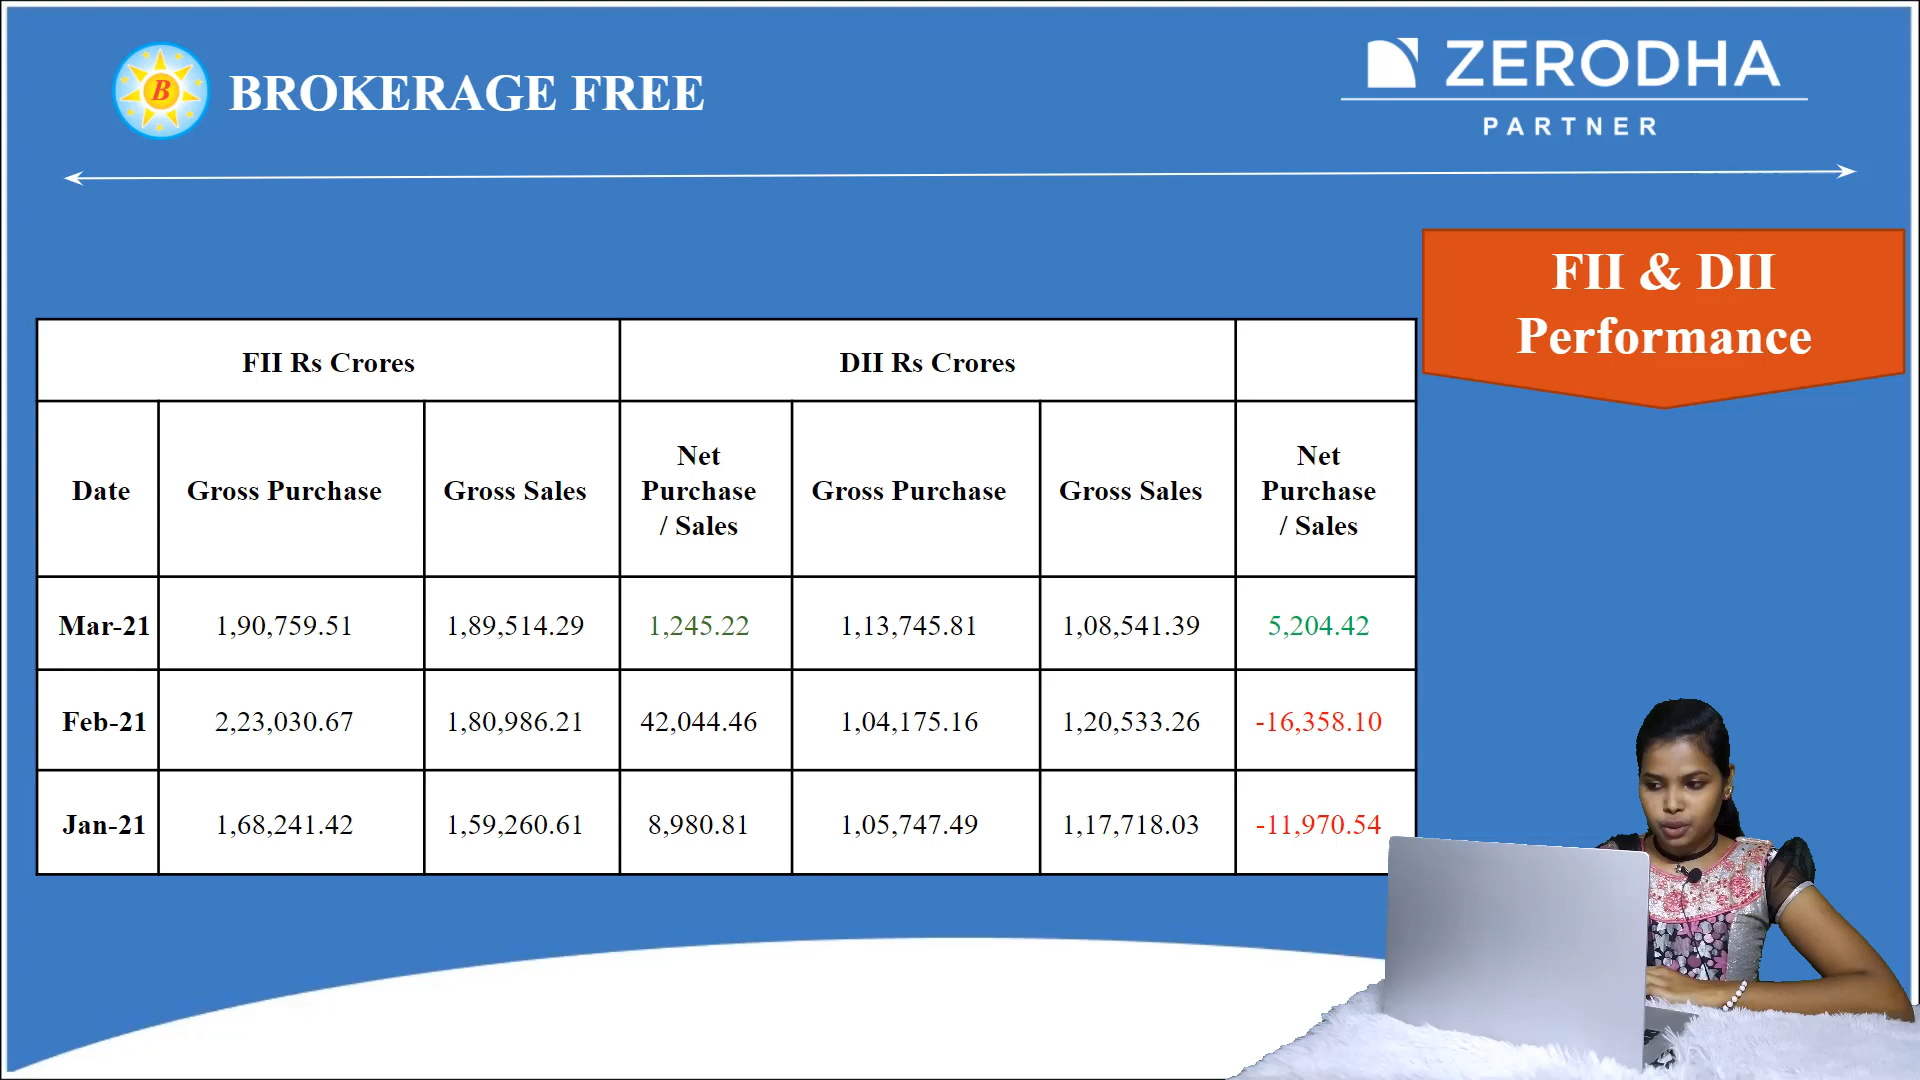 B BROKERAGE FREE
ZERODHA
PARTNER
FII & DII
Performance
FII Rs Crores DII Rs Crores
Date Gross Purchase Gross Sales Net Purchase / Sales Gross Purchase Gross Sales Net Purchase / Sales
Mar-21 1,90,759.51 1,89,514.29 1,245.22 1,13,745.81 1,08,541.39 5,204.42
Feb-21 2,23,030.67 1,80,986.21 42,044.46 1,04,175.16 1,20,533.26 -16,358.10
Jan-21 1,68,241.42 1,59,260.61 8,980.81 1,05,747.49 1,17,718.03 -11,970.54